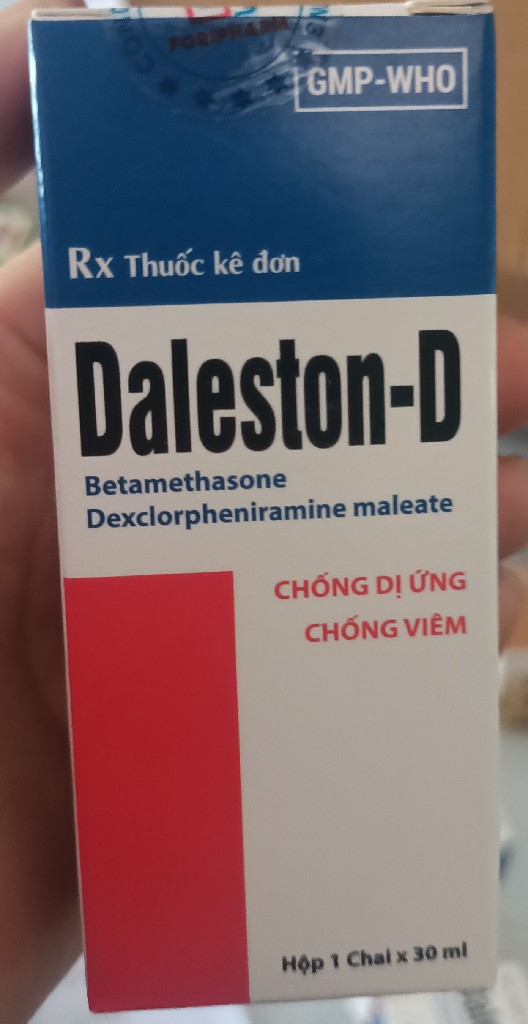 FORIPHARM
GMP-WHO
Rx Thuốc kê đơn
Daleston-D
Betamethasone
Dexclorpheniramine maleate
CHỐNG DỊ ỨNG
CHỐNG VIÊM
Hộp 1 Chai x 30 ml